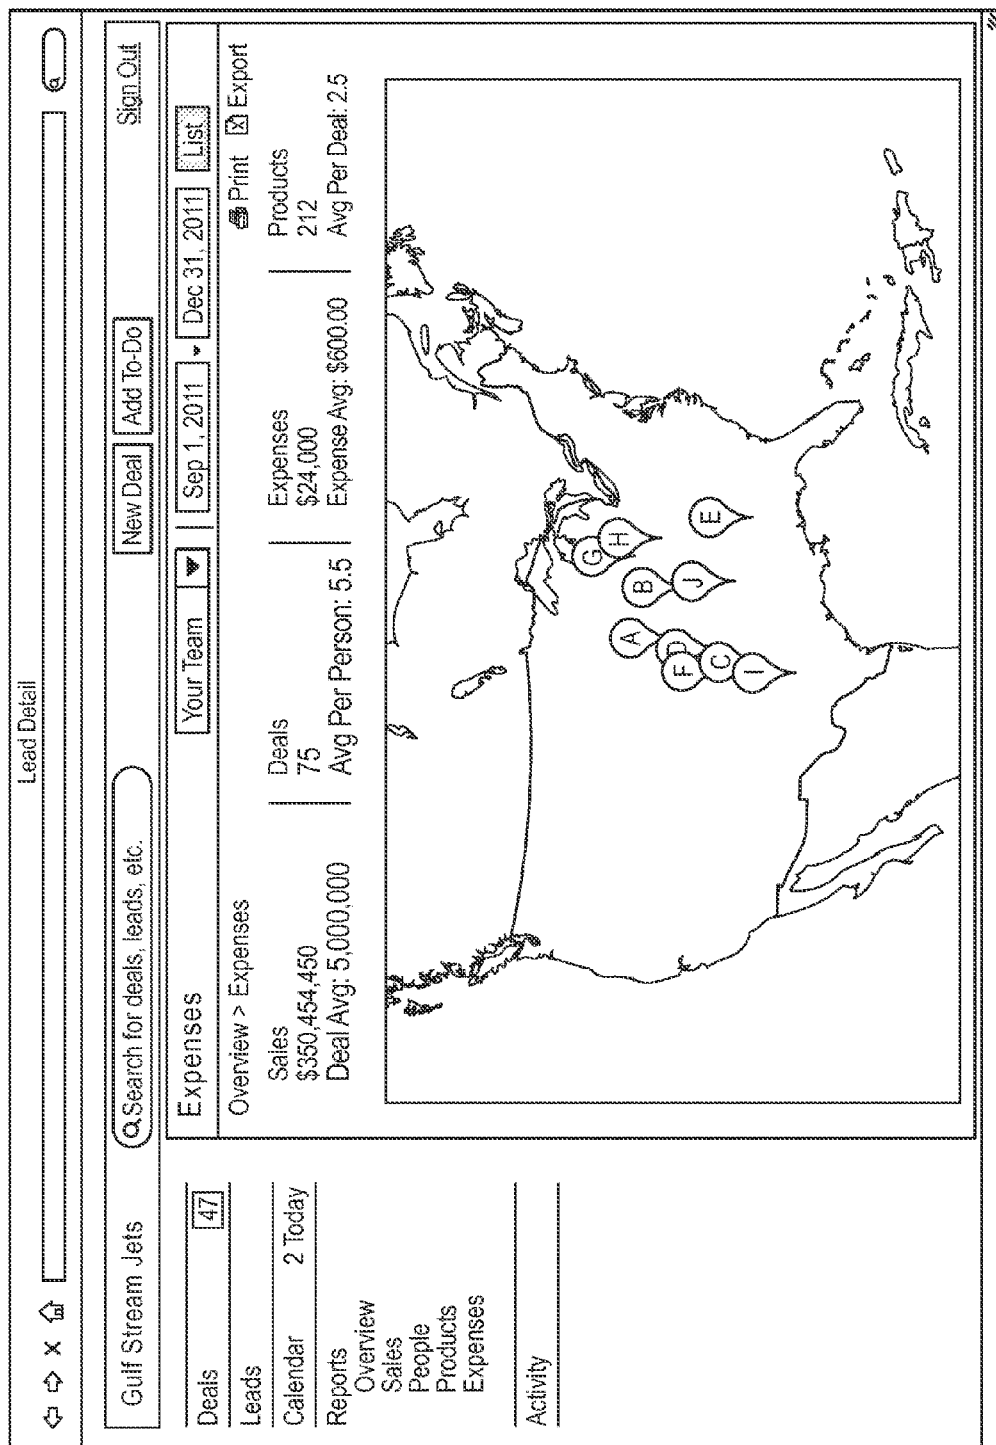 Lead Detail
Gulf Stream Jets
Search for deals, leads, etc.
New Deal
Add To-Do
Sign Out
Deals 47
Leads
Calendar 2 Today
Reports
Overview
Sales
People
Products
Expenses
Activity
Expenses
Your Team
Sep 1, 2011
Dec 31, 2011
List
Overview > Expenses
Print
Export
Sales
$350,454,450
Deal Avg: 5,000,000
Deals
75
Avg Per Person: 5.5
Expenses
$24,000
Expense Avg: $600.00
Products
212
Avg Per Deal: 2.5
A
B
G
H
D
F
C
I
J
E